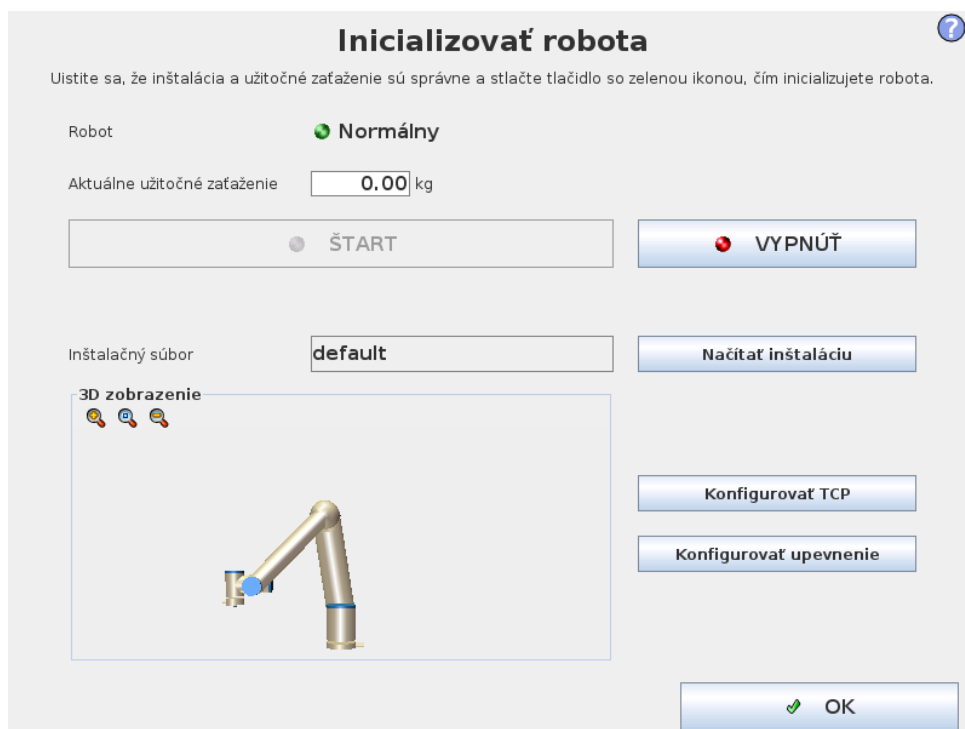 Inicializovať robota
?
Uistite sa, že inštalácia a užitočné zaťaženie sú správne a stlačte tlačidlo so zelenou ikonou, čím inicializujete robota.
Robot
Normálny
Aktuálne užitočné zaťaženie
0.00 kg
ŠTART
VYPNÚŤ
Inštalačný súbor
default
Načítať inštaláciu
3D zobrazenie
Konfigurovať TCP
Konfigurovať upevnenie
OK